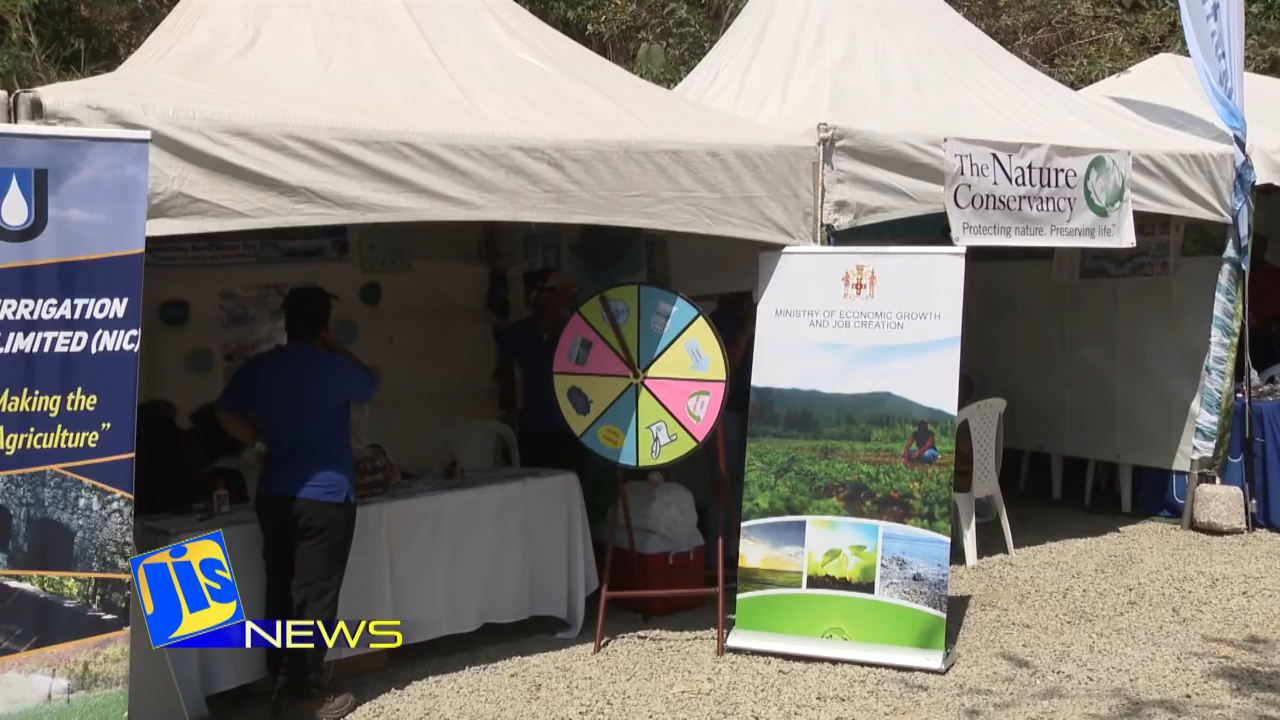 IRRIGATION
LIMITED (NIC)
Making the
Agriculture”
The Nature
Conservancy
Protecting nature. Preserving life.
MINISTRY OF ECONOMIC GROWTH
AND JOB CREATION
jis
NEWS